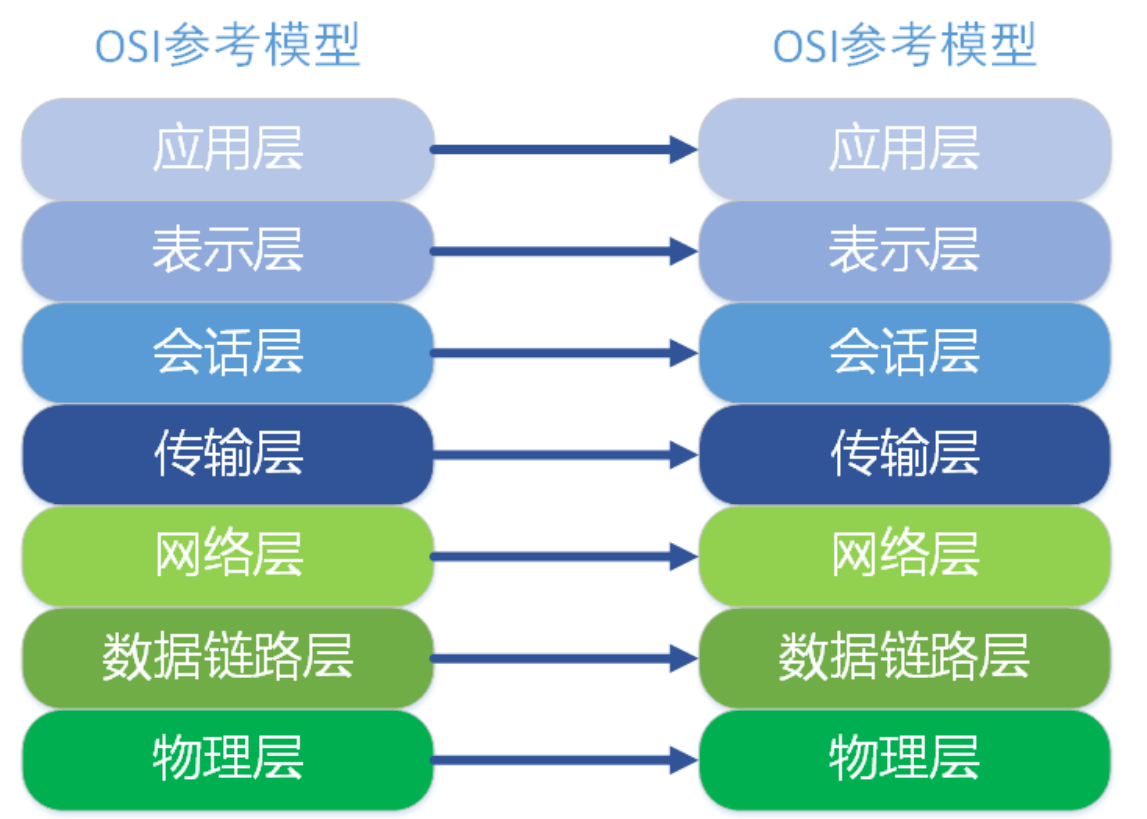 OSI参考模型 OSI参考模型
应用层 应用层
表示层 表示层
会话层 会话层
传输层 传输层
网络层 网络层
数据链路层 数据链路层
物理层 物理层